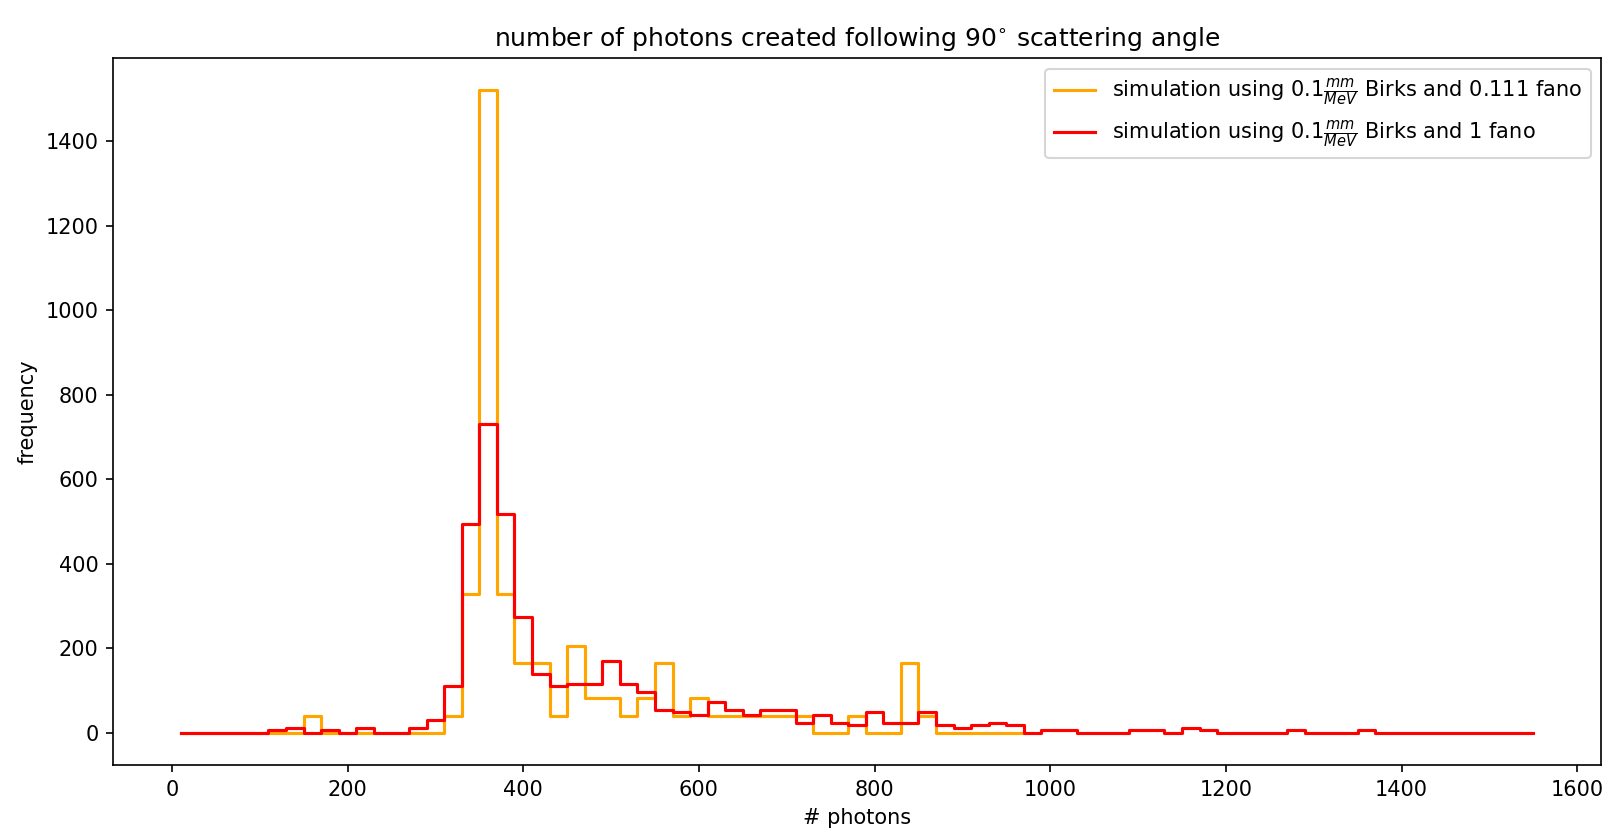 number of photons created following 90° scattering angle
simulation using 0.1 mm/MeV Birks and 0.111 fano
simulation using 0.1 mm/MeV Birks and 1 fano
1400
1200
1000
800
600
400
200
0
frequency
0 200 400 600 800 1000 1200 1400 1600
# photons